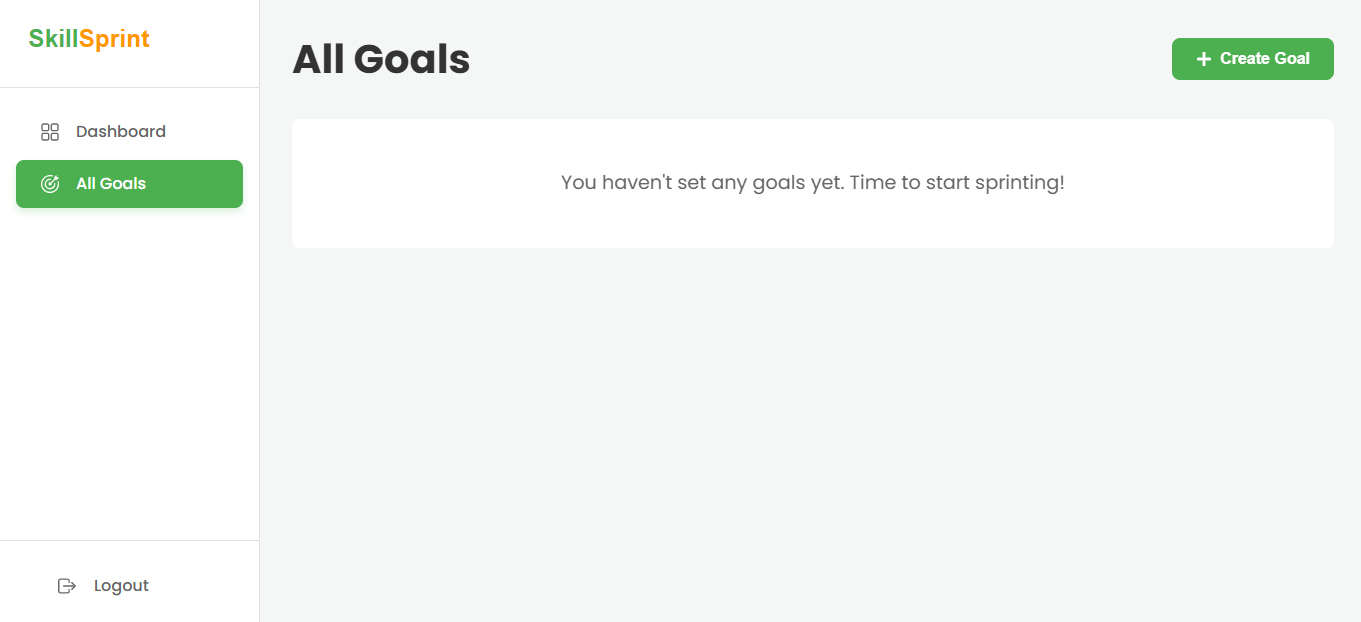 SkillSprint
Dashboard
All Goals
Logout
All Goals
Create Goal
You haven't set any goals yet. Time to start sprinting!